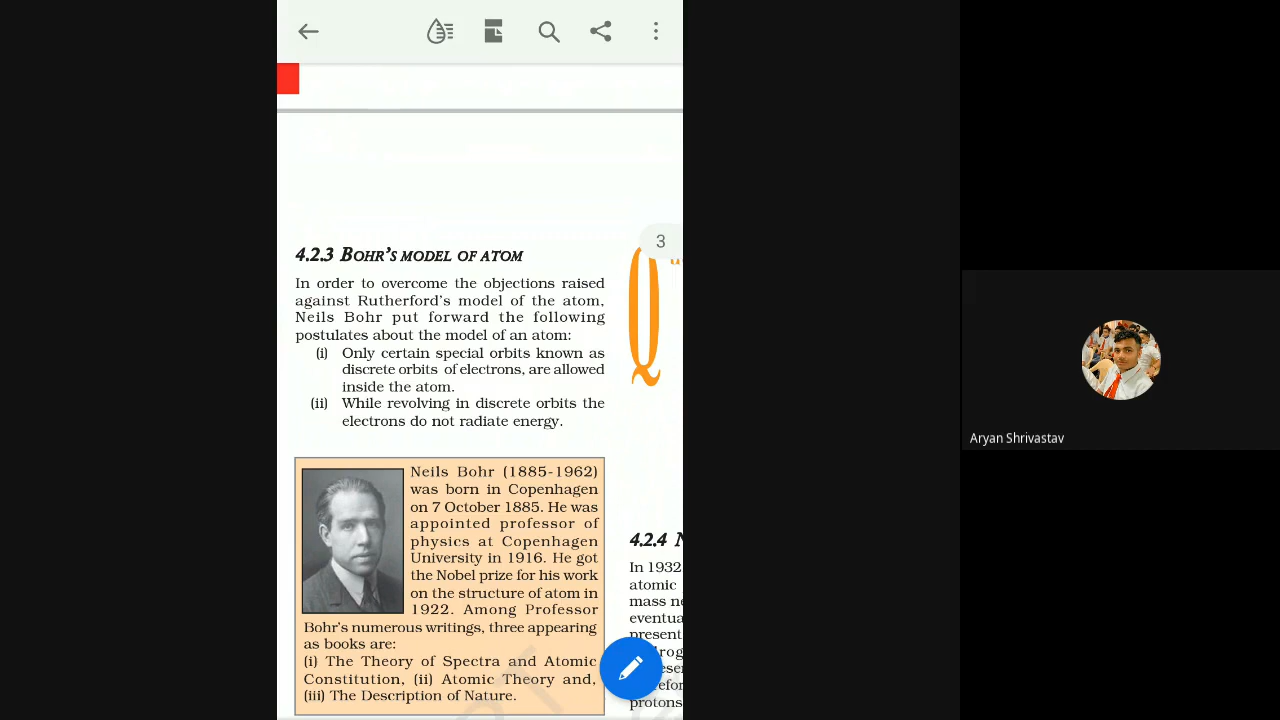 3
4.2.3 BOHR'S MODEL OF ATOM
In order to overcome the objections raised
against Rutherford's model of the atom,
Neils Bohr put forward the following
postulates about the model of an atom:
(i) Only certain special orbits known as
discrete orbits of electrons, are allowed
inside the atom.
(ii) While revolving in discrete orbits the
electrons do not radiate energy.
Neils Bohr (1885-1962)
was born in Copenhagen
on 7 October 1885. He was
appointed professor of
physics at Copenhagen
University in 1916. He got
the Nobel prize for his work
on the structure of atom in
1922. Among Professor
Bohr's numerous writings, three appearing
as books are:
(i) The Theory of Spectra and Atomic
Constitution, (ii) Atomic Theory and,
(iii) The Description of Nature.
Q
4.2.4
In 1932
atomic
mass
eventua
present
protons
Aryan Shrivastav